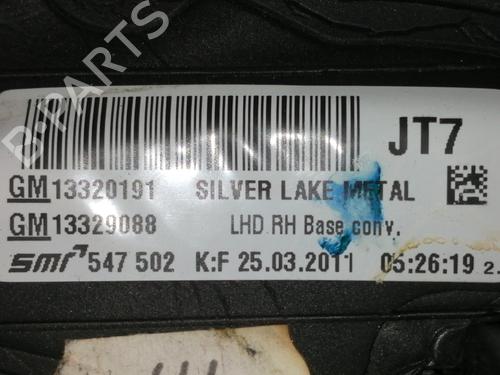 JT7
GM13320191 SILVER LAKE METAL
GM13329088 LHD RH Base conv.
smr 547 502 K:F 25.03.2011 05:26:19 2.
B-PARTS